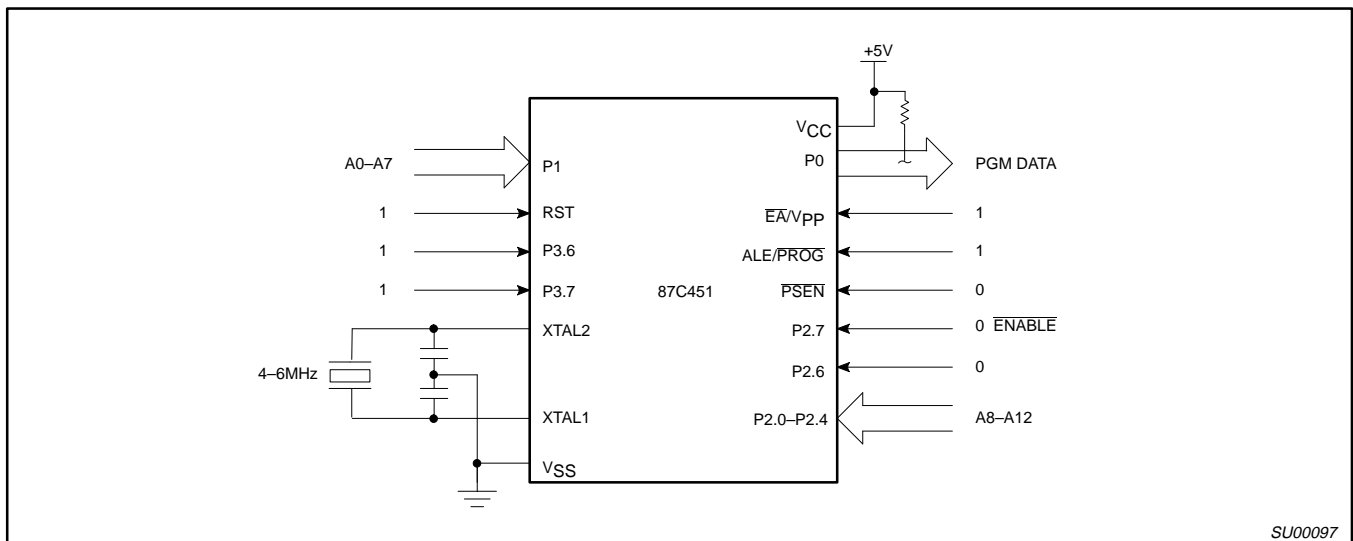 +5V
VCC
A0–A7
P1
P0
PGM DATA
1
RST
EA/VPP
1
1
P3.6
ALE/PROG
1
1
P3.7
87C451
PSEN
0
XTAL2
P2.7
0 ENABLE
4–6MHz
P2.6
0
XTAL1
P2.0–P2.4
A8–A12
VSS
SU00097